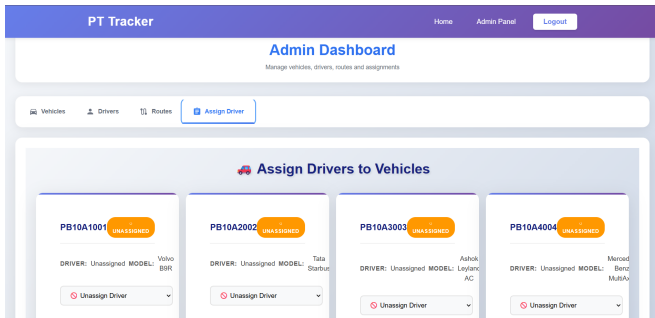 PT Tracker Home Admin Panel Logout
Admin Dashboard
Manage vehicles, drivers, routes and assignments
Vehicles Drivers Routes Assign Driver
Assign Drivers to Vehicles
PB10A1001 UNASSIGNED
DRIVER: Unassigned MODEL: Volvo B9R
Unassign Driver
PB10A2002 UNASSIGNED
DRIVER: Unassigned MODEL: Tata Starbus
Unassign Driver
PB10A3003 UNASSIGNED
DRIVER: Unassigned MODEL: Ashok Leyland AC
Unassign Driver
PB10A4004 UNASSIGNED
DRIVER: Unassigned MODEL: Merced Benz MultiAx
Unassign Driver